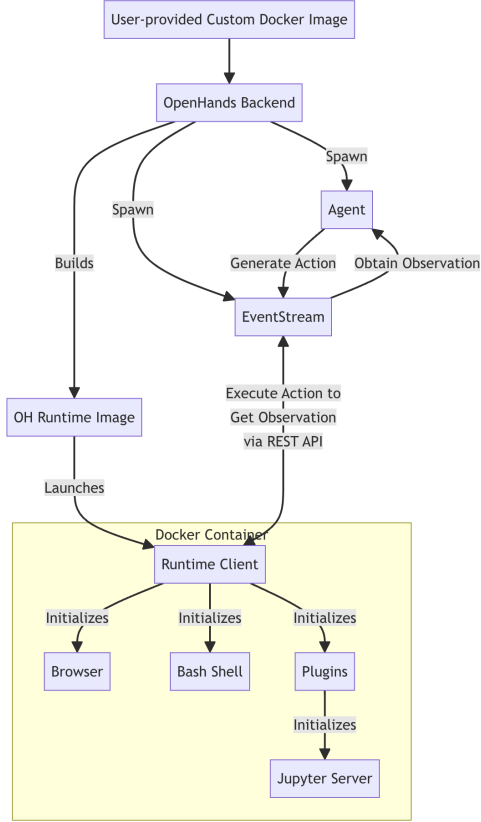 User-provided Custom Docker Image
OpenHands Backend
Spawn
Agent
Spawn
Builds
Generate Action
Obtain Observation
EventStream
Execute Action to
Get Observation
via REST API
OH Runtime Image
Launches
Docker Container
Runtime Client
Initializes
Initializes
Initializes
Browser
Bash Shell
Plugins
Initializes
Jupyter Server